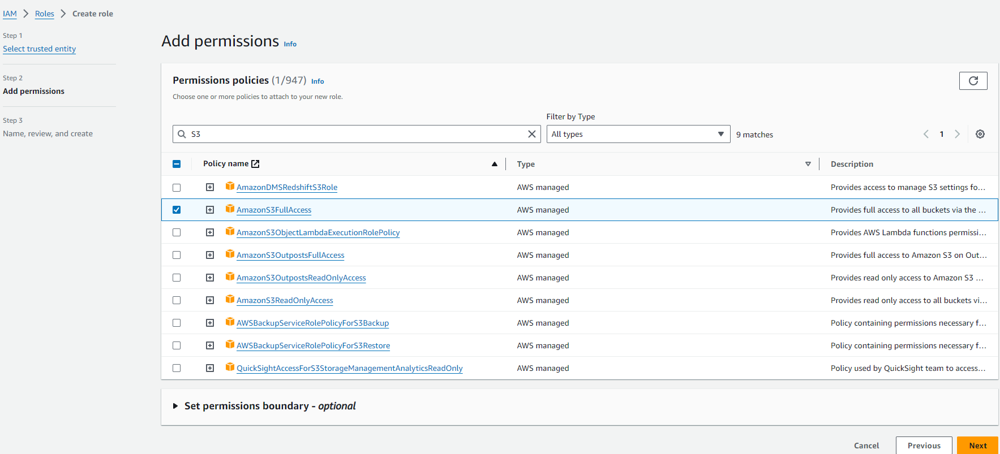 IAM Roles Create role
Step 1
Select trusted entity
Step 2
Add permissions
Step 3
Name, review, and create
Add permissions Info
Permissions policies (1/947) Info
Choose one or more policies to attach to your new role.
Filter by Type
S3 All types 9 matches 1
Policy name Type Description
AmazonDMSRedshiftS3Role AWS managed Provides access to manage S3 settings fo...
AmazonS3FullAccess AWS managed Provides full access to all buckets via the ...
AmazonS3ObjectLambdaExecutionRolePolicy AWS managed Provides AWS Lambda functions permissi...
AmazonS3OutpostsFullAccess AWS managed Provides full access to Amazon S3 on Out...
AmazonS3OutpostsReadOnlyAccess AWS managed Provides read only access to Amazon S3 ...
AmazonS3ReadOnlyAccess AWS managed Provides read only access to all buckets vi...
AWSBackupServiceRolePolicyForS3Backup AWS managed Policy containing permissions necessary f...
AWSBackupServiceRolePolicyForS3Restore AWS managed Policy containing permissions necessary f...
QuickSightAccessForS3StorageManagementAnalyticsReadOnly AWS managed Policy used by QuickSight team to access...
Set permissions boundary - optional
Cancel Previous Next